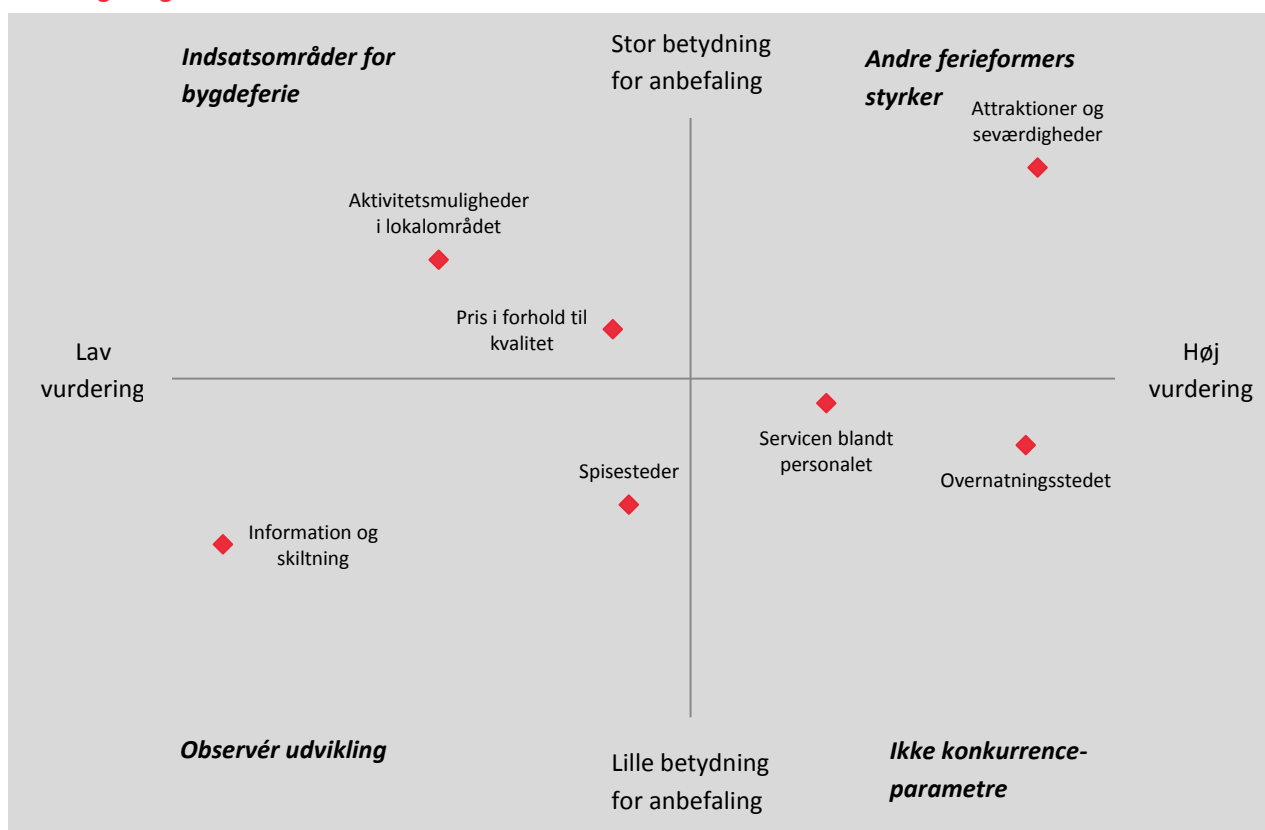 Indsatsområder for
bygdeferie
Stor betydning
for anbefaling
Andre ferieformers
styrker
Attraktioner og
seværdigheder
Aktivitetsmuligheder
i lokalområdet
Pris i forhold til
kvalitet
Lav
vurdering
Høj
vurdering
Servicen blandt
personalet
Overnatningsstedet
Spisesteder
Information og
skiltning
Observér udvikling
Lille betydning
for anbefaling
Ikke konkurrence-
parametre